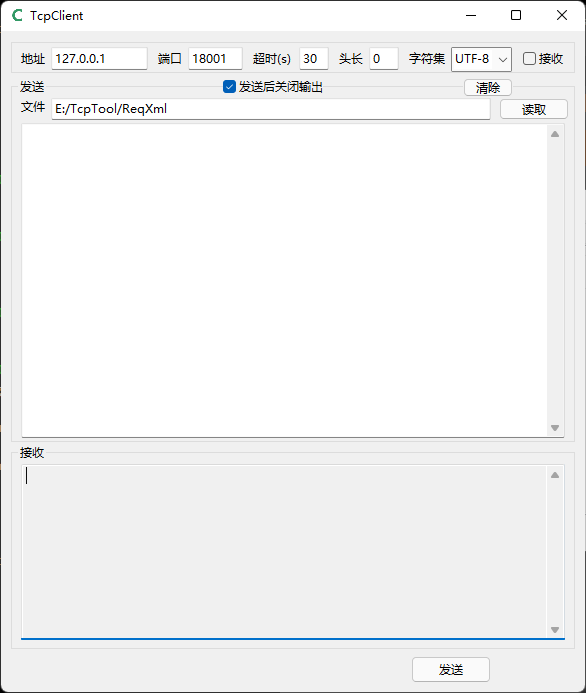 TcpClient
地址 127.0.0.1 端口 18001 超时(s) 30 头长 0 字符集 UTF-8 接收
发送 发送后关闭输出 清除
文件 E:/TcpTool/ReqXml 读取
接收
发送